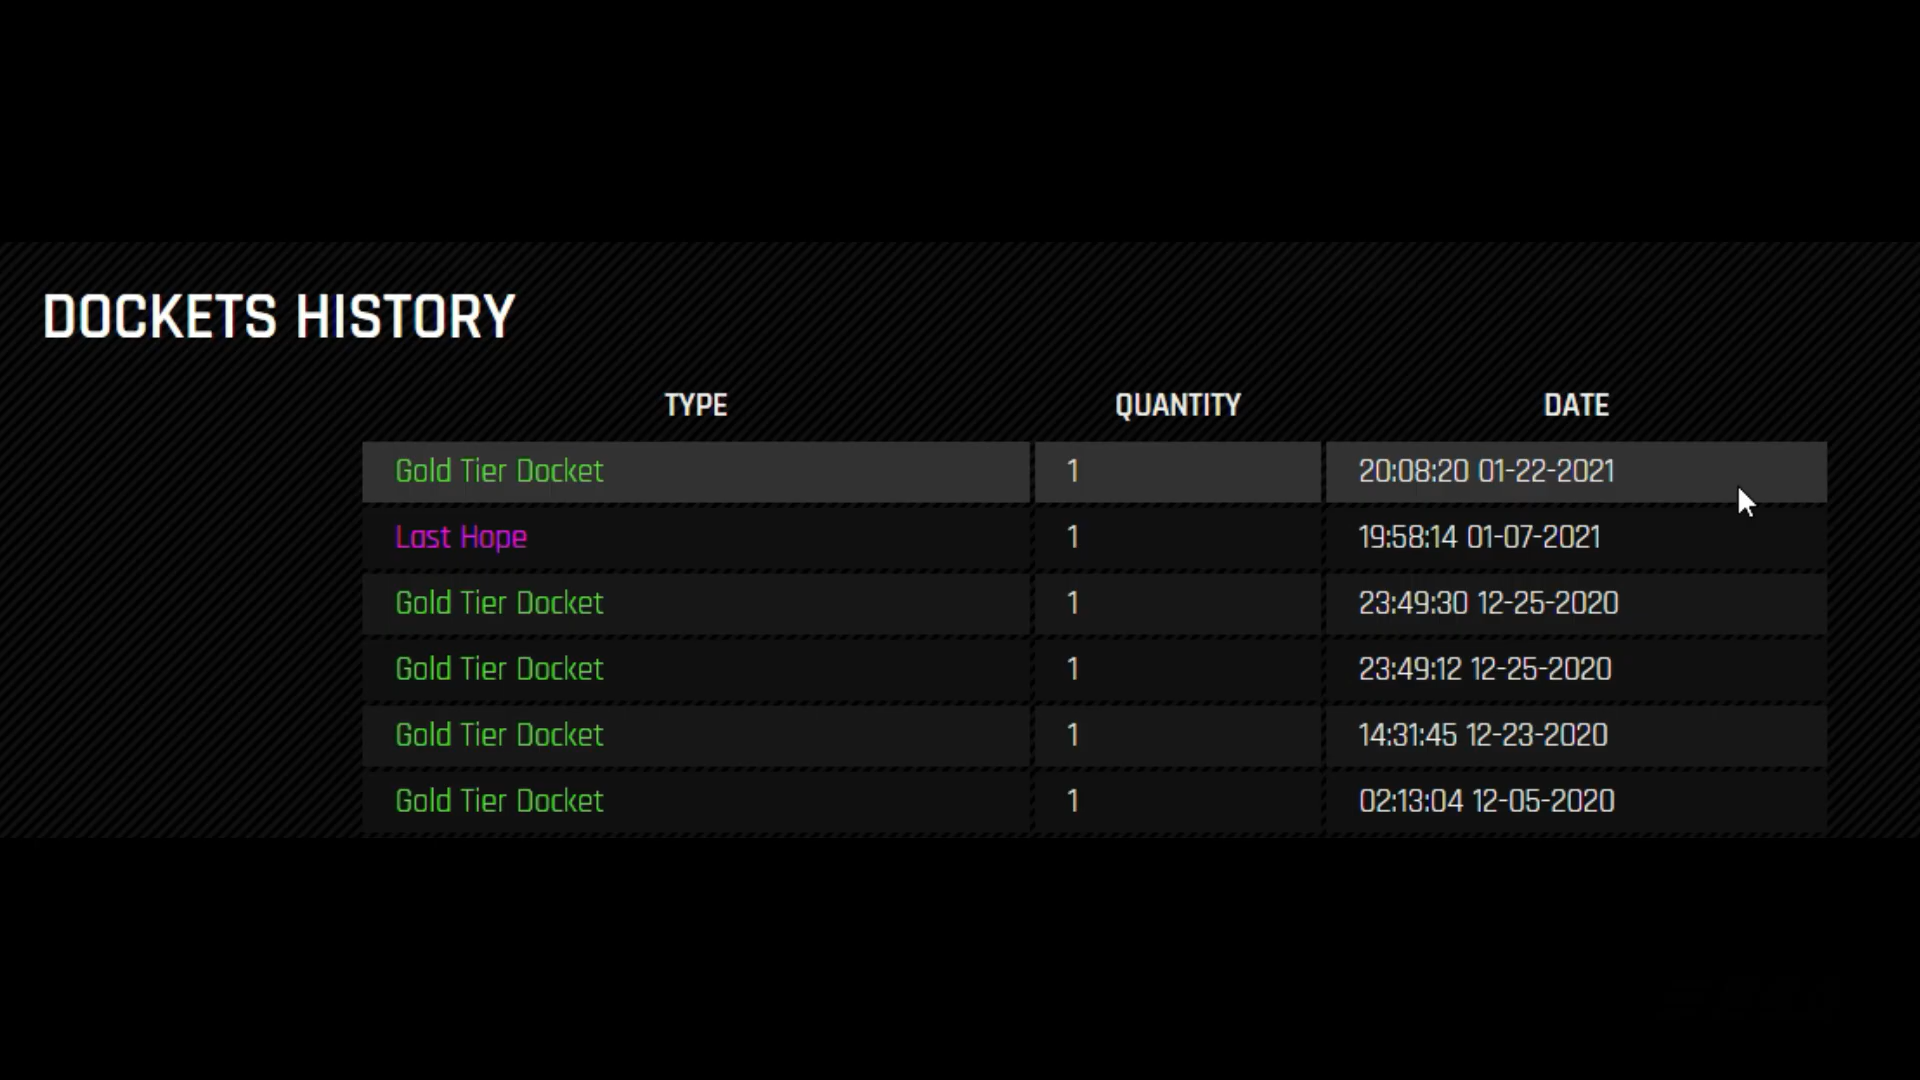 DOCKETS HISTORY
TYPE QUANTITY DATE
Gold Tier Docket 1 20:08:20 01-22-2021
Last Hope 1 19:58:14 01-07-2021
Gold Tier Docket 1 23:49:30 12-25-2020
Gold Tier Docket 1 23:49:12 12-25-2020
Gold Tier Docket 1 14:31:45 12-23-2020
Gold Tier Docket 1 02:13:04 12-05-2020